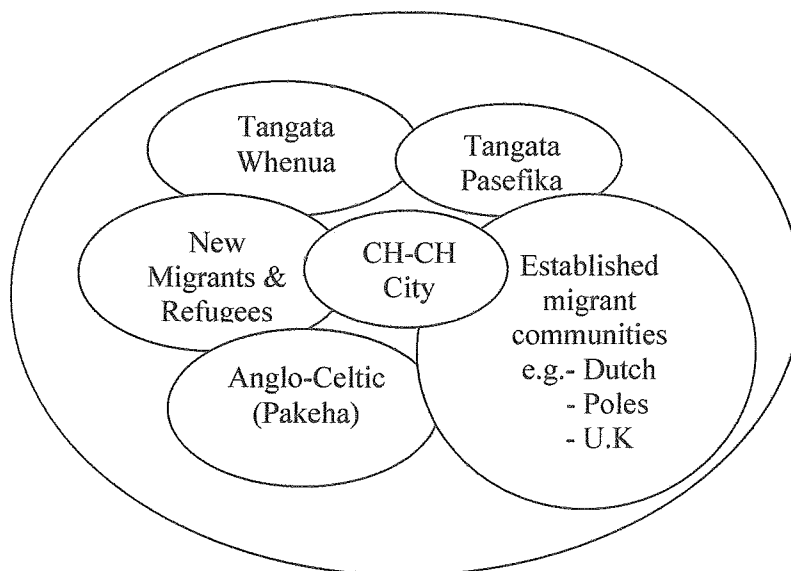 Tangata
Whenua
Tangata
Pasefika
New
Migrants &
Refugees
CH-CH
City
Established
migrant
communities
e.g.- Dutch
- Poles
- U.K
Anglo-Celtic
(Pakeha)